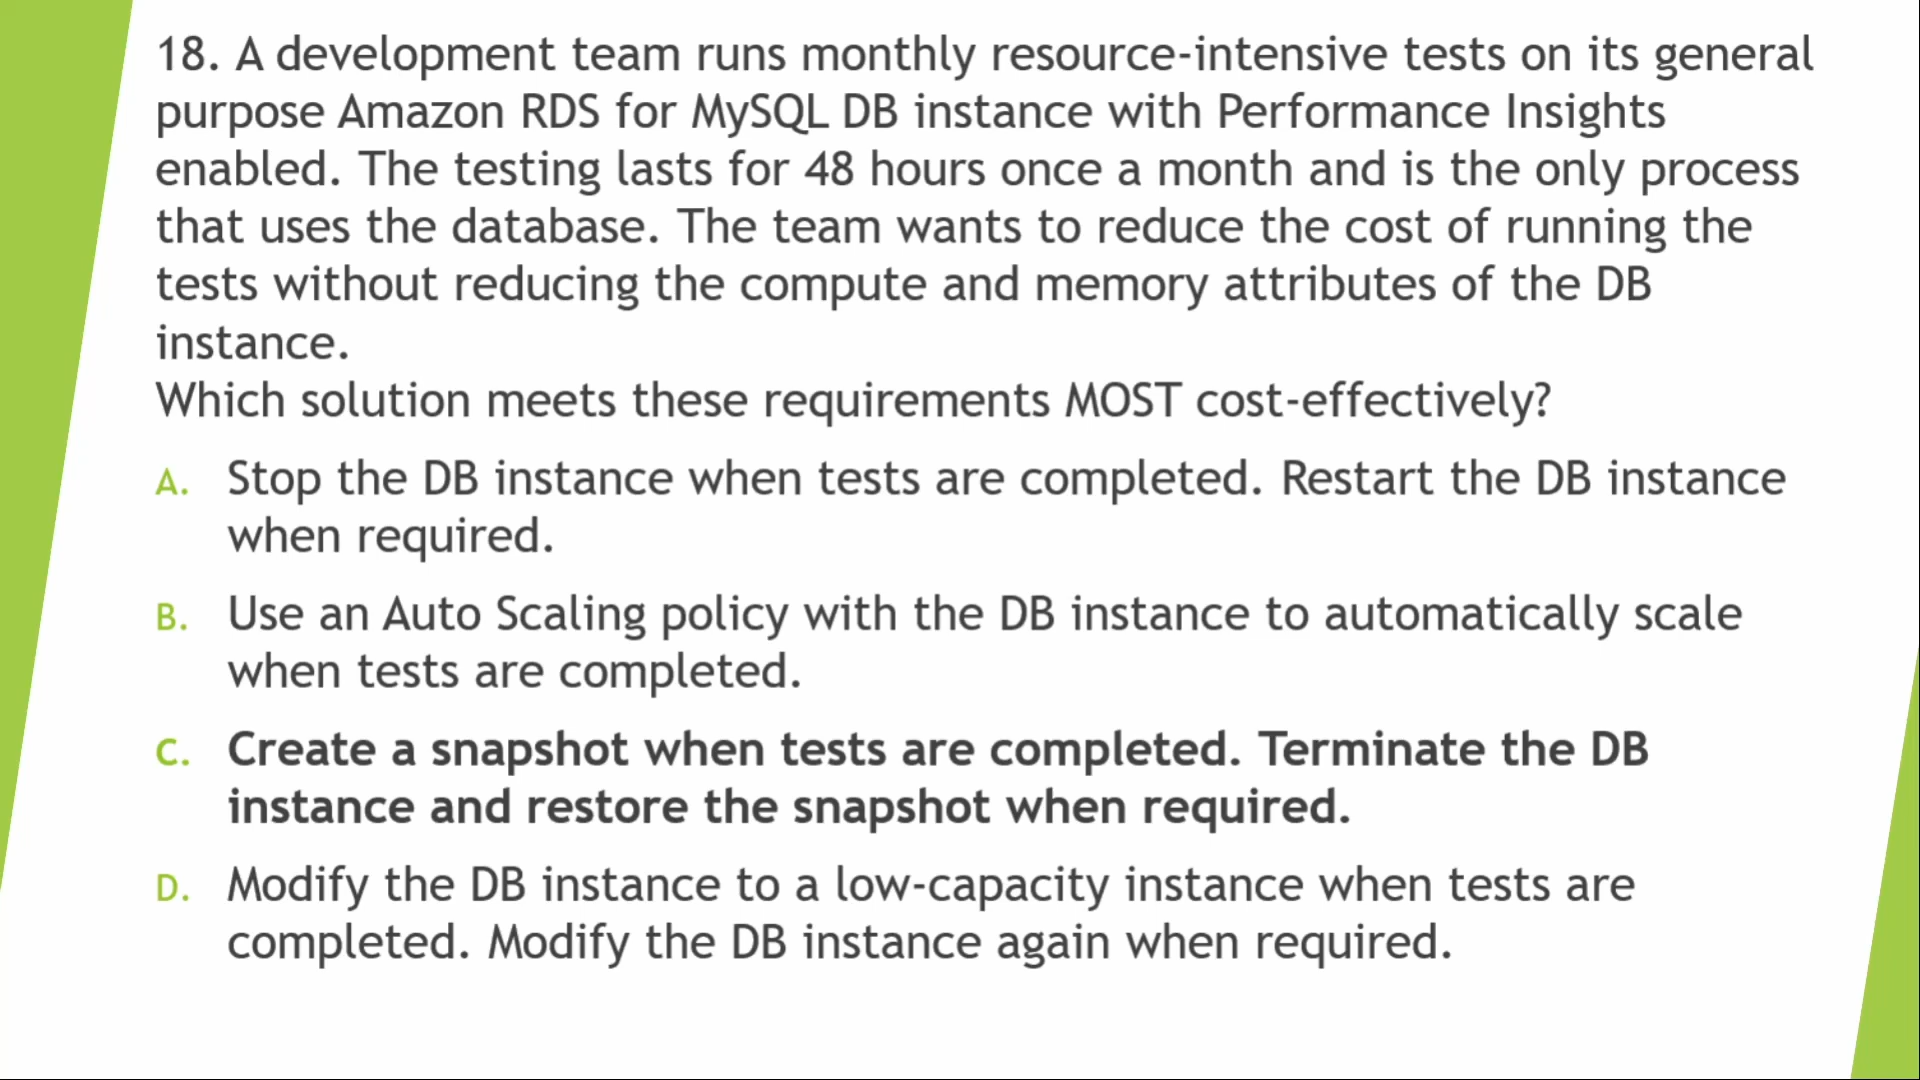 18. A development team runs monthly resource-intensive tests on its general
purpose Amazon RDS for MySQL DB instance with Performance Insights
enabled. The testing lasts for 48 hours once a month and is the only process
that uses the database. The team wants to reduce the cost of running the
tests without reducing the compute and memory attributes of the DB
instance.
Which solution meets these requirements MOST cost-effectively?
A. Stop the DB instance when tests are completed. Restart the DB instance
when required.
B. Use an Auto Scaling policy with the DB instance to automatically scale
when tests are completed.
C. Create a snapshot when tests are completed. Terminate the DB
instance and restore the snapshot when required.
D. Modify the DB instance to a low-capacity instance when tests are
completed. Modify the DB instance again when required.